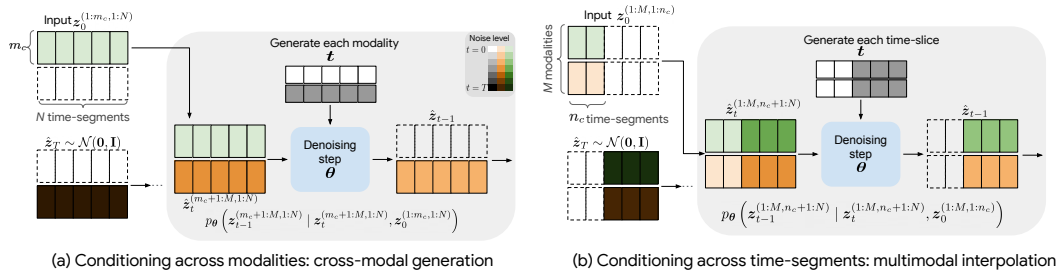 Input z_0^{(1:m_c,1:N)}
m_c
N time-segments
ẑ_T ~ N(0, I)
Generate each modality
t
Noise level
t = 0
t = T
ẑ_t^{(m_c+1:M,1:N)}
Denoising
step
θ
ẑ_{t−1}
p_θ ( z_{t−1}^{(m_c+1:M,1:N)} | z_t^{(m_c+1:M,1:N)}, z_0^{(1:m_c,1:N)} )
(a) Conditioning across modalities: cross-modal generation
Input z_0^{(1:M,1:n_c)}
M modalities
n_c time-segments
ẑ_T ~ N(0, I)
Generate each time-slice
t
ẑ_t^{(1:M,n_c+1:N)}
Denoising
step
θ
ẑ_{t−1}
p_θ ( z_{t−1}^{(1:M,n_c+1:N)} | z_t^{(1:M,n_c+1:N)}, z_0^{(1:M,1:n_c)} )
(b) Conditioning across time-segments: multimodal interpolation